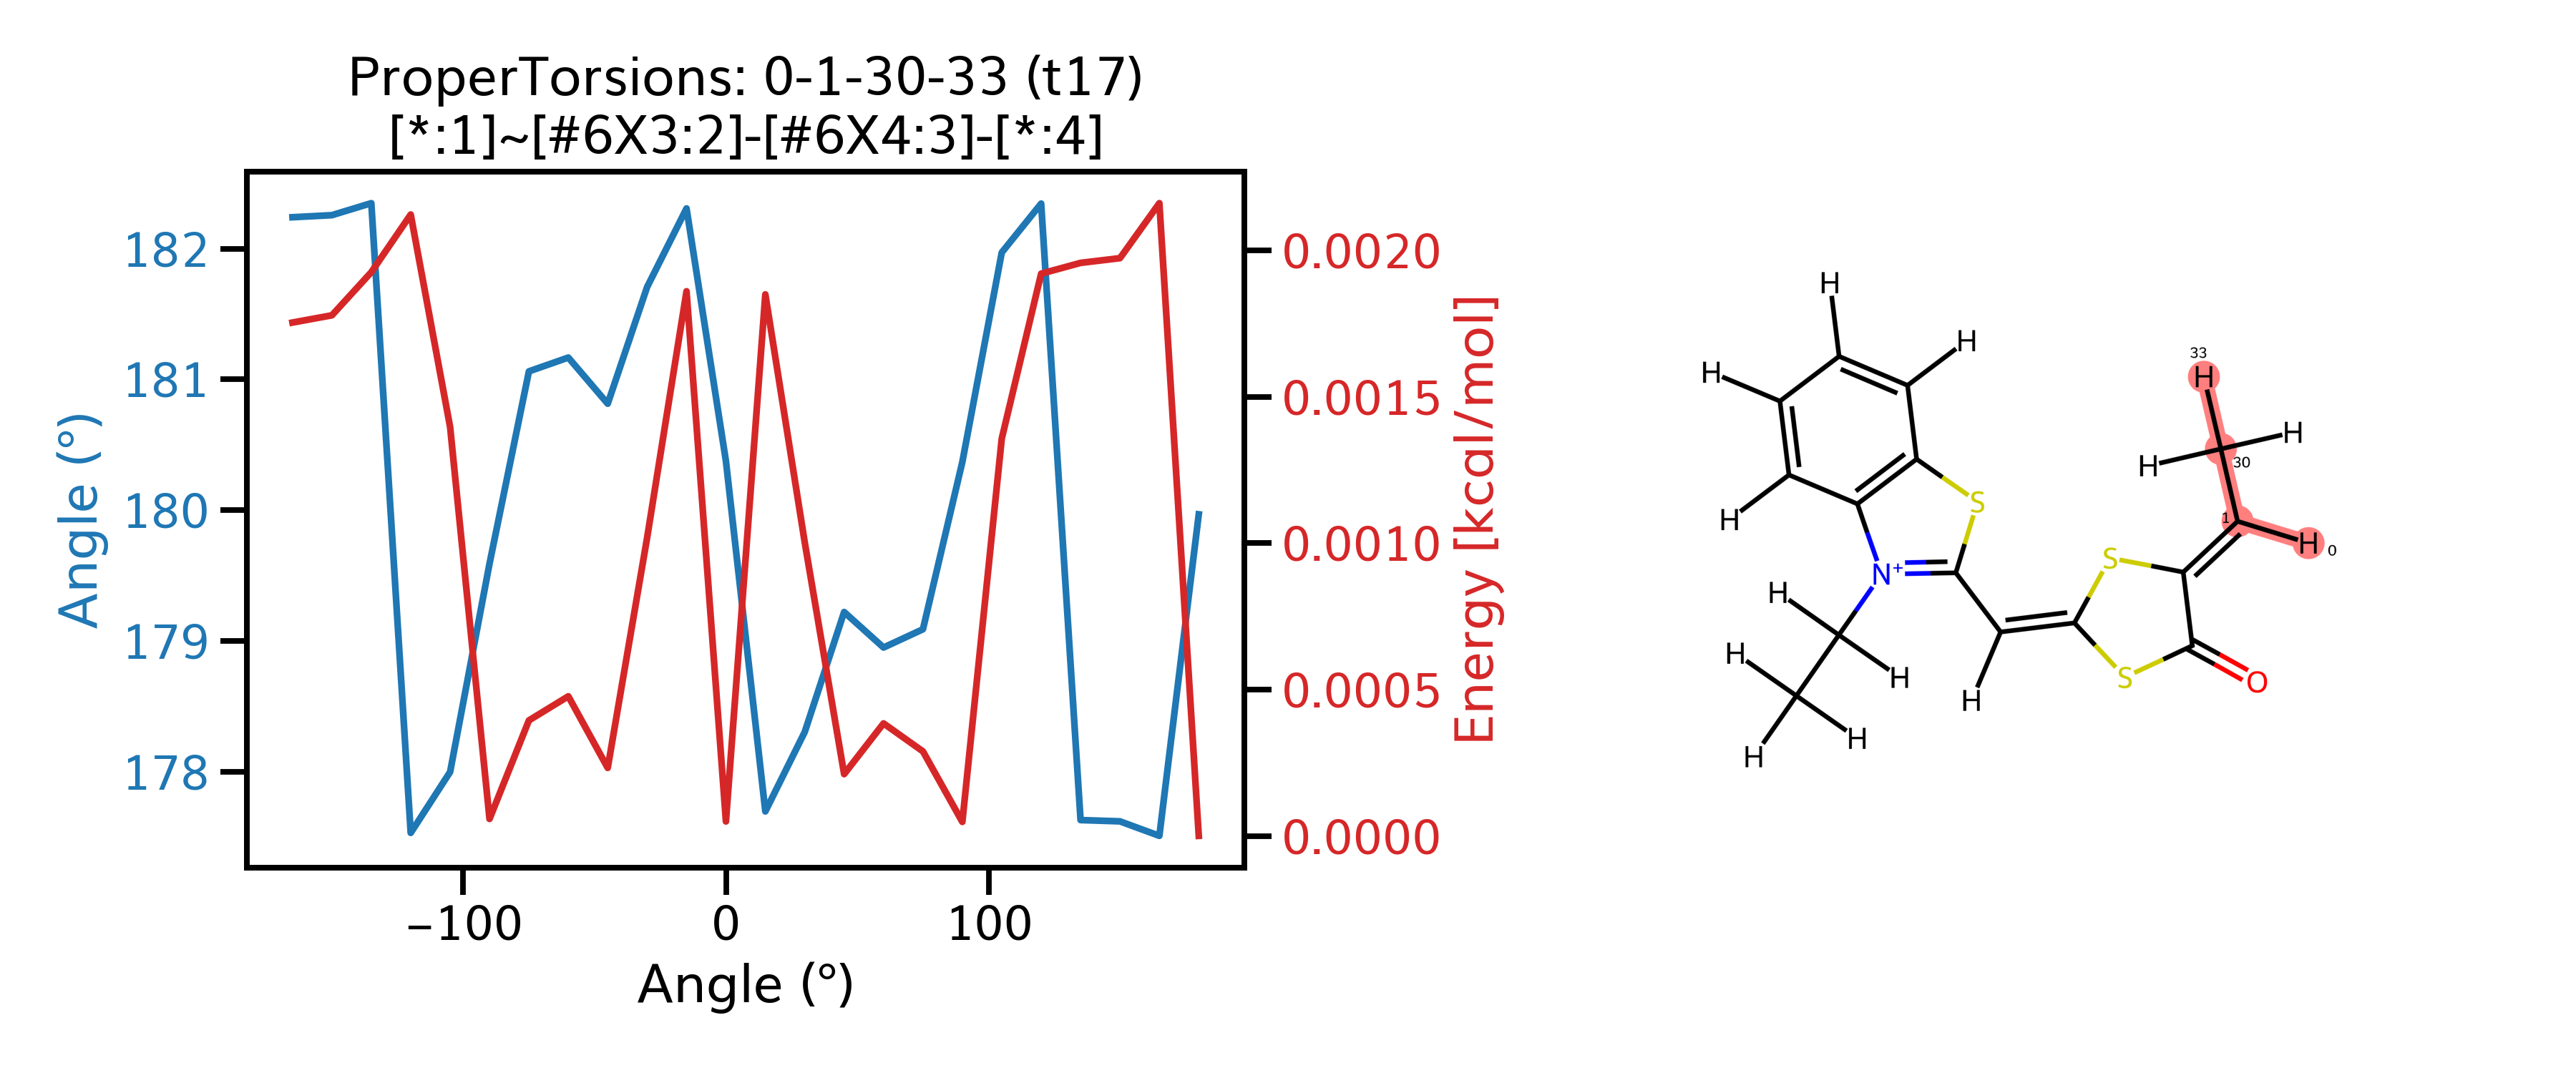 ProperTorsions: 0-1-30-33 (t17)
[*:1]~[#6X3:2]-[#6X4:3]-[*:4]
182
181
180
179
178
Angle (°)
0.0020
0.0015
0.0010
0.0005
0.0000
Energy [kcal/mol]
−100 0 100
Angle (°)
H
H
H
33
H
H
H
H
30
S
H
1
H 0
S
N⁺
H
H
H
S
O
H
H
H